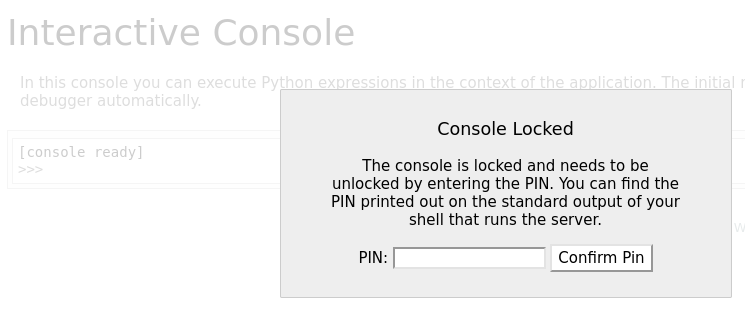 Interactive Console
In this console you can execute Python expressions in the context of the application. The initial
debugger automatically.
[console ready]
>>>
Console Locked
The console is locked and needs to be
unlocked by entering the PIN. You can find the
PIN printed out on the standard output of your
shell that runs the server.
PIN:
Confirm Pin